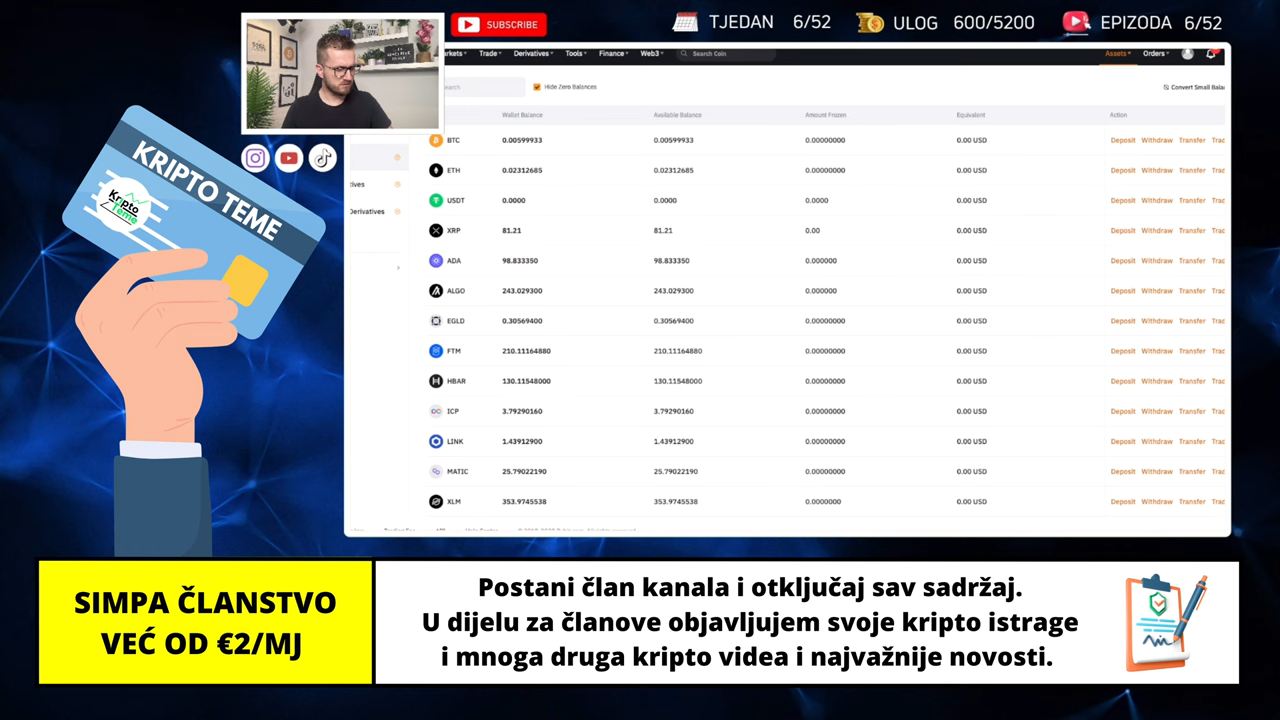 SUBSCRIBE
TJEDAN 6/52
ULOG 600/5200
EPIZODA 6/52
Trade Derivatives Tools Finance Web3 Search Coin Assets Orders
Hide Zero Balances
Convert Small
Wallet Balance Available Balance Amount Frozen Equivalent Action
BTC 0.00599933 0.00599933 0.00000000 0.00 USD Deposit Withdraw Transfer
ETH 0.02312685 0.02312685 0.00000000 0.00 USD Deposit Withdraw Transfer
USDT 0.0000 0.0000 0.0000 0.00 USD Deposit Withdraw Transfer
XRP 81.21 81.21 0.00 0.00 USD Deposit Withdraw Transfer
ADA 98.833350 98.833350 0.000000 0.00 USD Deposit Withdraw Transfer
ALGO 243.029300 243.029300 0.000000 0.00 USD Deposit Withdraw Transfer
EGLD 0.30569400 0.30569400 0.00000000 0.00 USD Deposit Withdraw Transfer
FTM 210.11164880 210.11164880 0.00000000 0.00 USD Deposit Withdraw Transfer
HBAR 130.11548000 130.11548000 0.00000000 0.00 USD Deposit Withdraw Transfer
ICP 3.79290160 3.79290160 0.00000000 0.00 USD Deposit Withdraw Transfer
LINK 1.43912900 1.43912900 0.00000000 0.00 USD Deposit Withdraw Transfer
MATIC 25.79022190 25.79022190 0.00000000 0.00 USD Deposit Withdraw Transfer
XLM 353.9745538 353.9745538 0.0000000 0.00 USD Deposit Withdraw Transfer
Derivatives
KRIPTO TEME
Kripto
Teme
SIMPA ČLANSTVO
VEĆ OD €2/MJ
Postani član kanala i otključaj sav sadržaj.
U dijelu za članove objavljujem svoje kripto istrage
i mnoga druga kripto videa i najvažnije novosti.